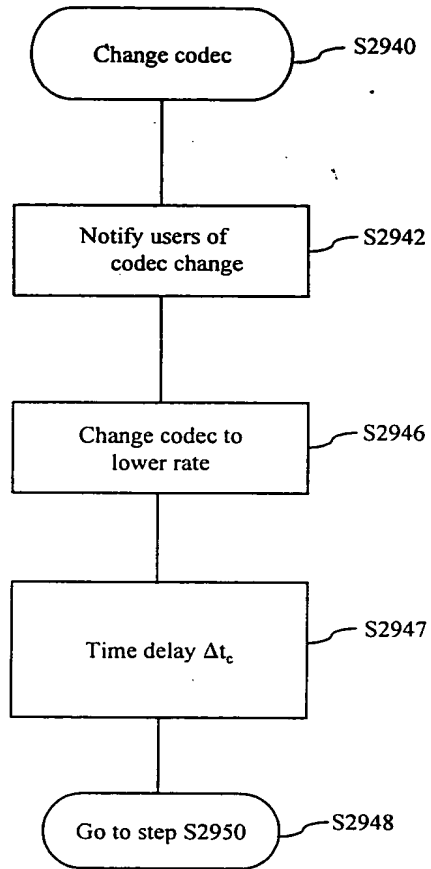 Change codec
S2940
Notify users of
codec change
S2942
Change codec to
lower rate
S2946
Time delay Δtc
S2947
Go to step S2950
S2948